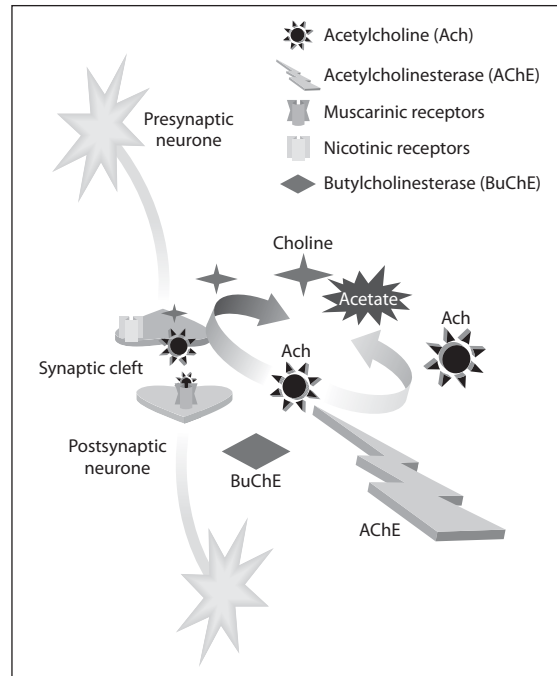 Acetylcholine (Ach)
Acetylcholinesterase (AChE)
Muscarinic receptors
Nicotinic receptors
Butylcholinesterase (BuChE)
Presynaptic
neurone
Choline
Acetate
Ach
Ach
Synaptic cleft
Postsynaptic
neurone
BuChE
AChE